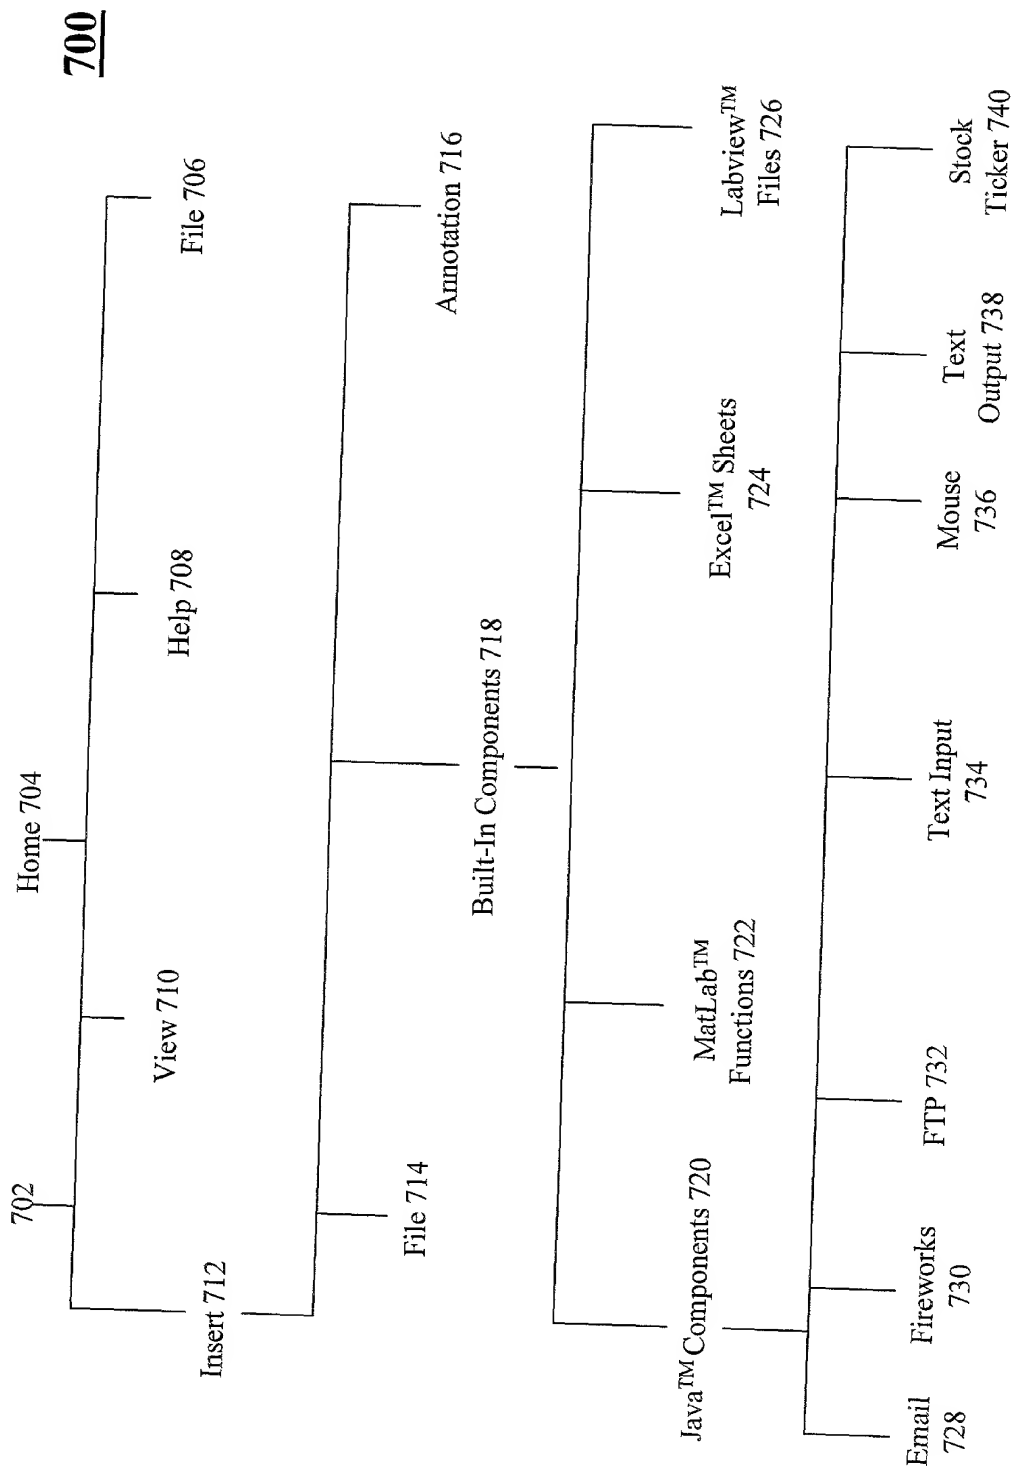 700
702
Home 704
Insert 712
View 710
Help 708
File 706
File 714
Built-In Components 718
Annotation 716
Java™ Components 720
MatLab™
Functions 722
Excel™ Sheets
724
Labview™
Files 726
Email
728
Fireworks
730
FTP 732
Text Input
734
Mouse
736
Text
Output 738
Stock
Ticker 740